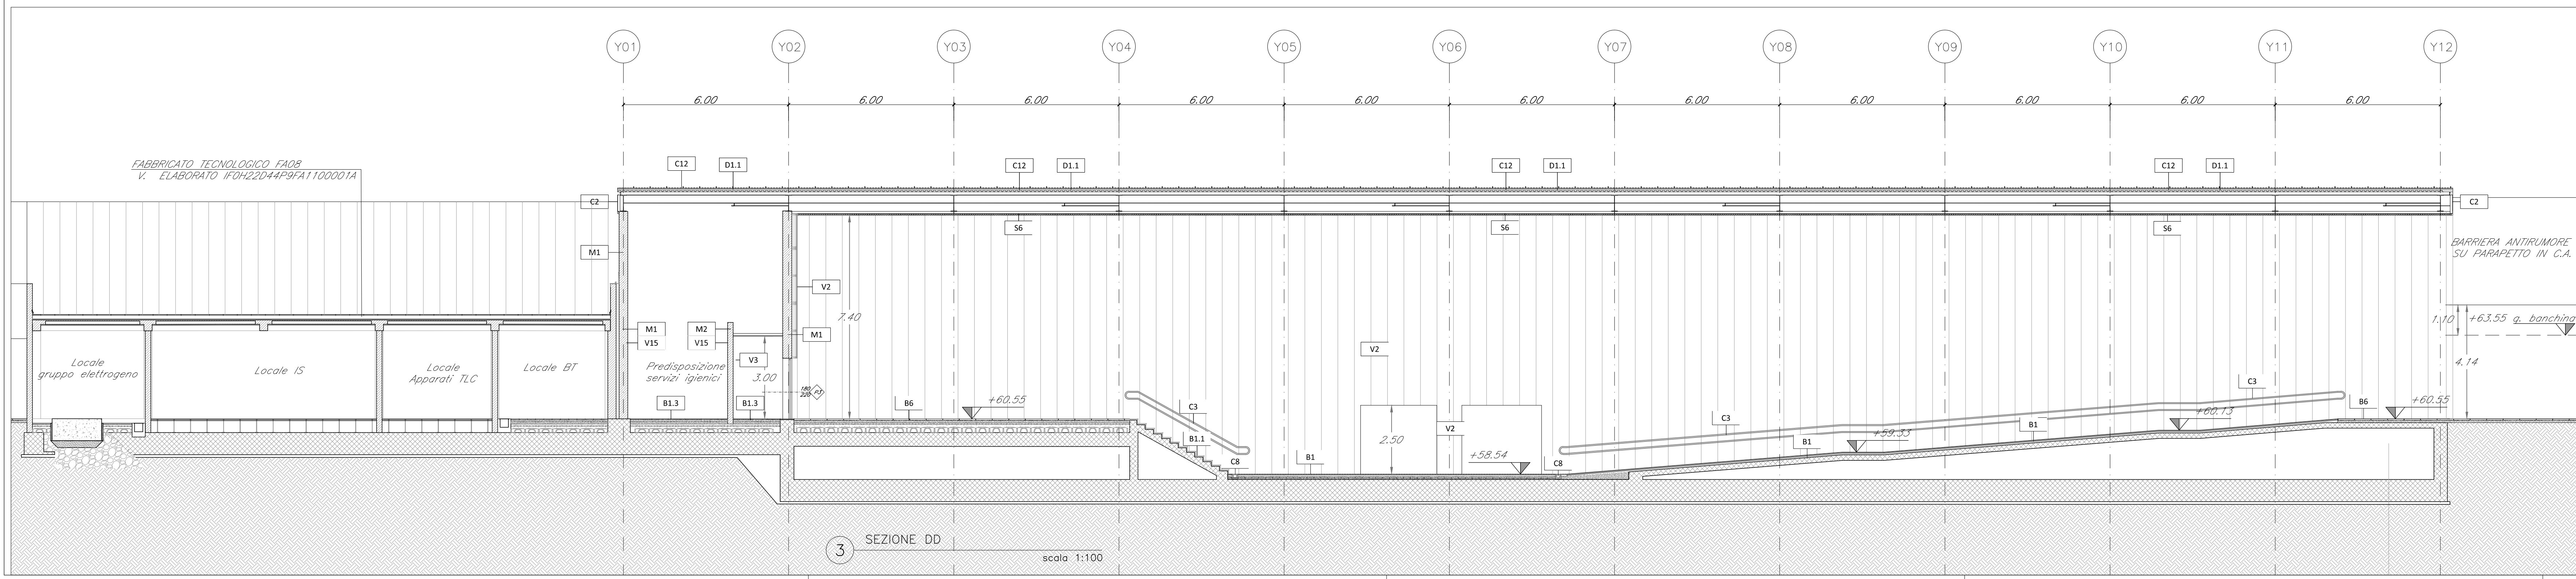 Y01 Y02 Y03 Y04 Y05 Y06 Y07 Y08 Y09 Y10 Y11 Y12
6.00 6.00 6.00 6.00 6.00 6.00 6.00 6.00 6.00 6.00 6.00
FABBRICATO TECNOLOGICO FA08
V. ELABORATO IF0H22D44P9FA1100001A
C12 D1.1 C12 D1.1 C12 D1.1 C12 D1.1
C2 C2
S6 S6 S6
M1
BARRIERA ANTIRUMORE
SU PARAPETTO IN C.A.
V2
7.40
1.10
+63.55 q. banchina
M1 M2 M1
V15 V15
V2
V3
4.14
Locale
gruppo elettrogeno
Locale IS
Locale
Apparati TLC
Locale BT
Predisposizione
servizi igienici
3.00
180
220
P3
C3
B1.3 B1.3 B6
+60.55
C3
B6
+60.55
+60.13
C3
2.50
V2
B1.1
B1
B1
+59.33
C8
B1
+58.54
C8
3
SEZIONE DD
scala 1:100